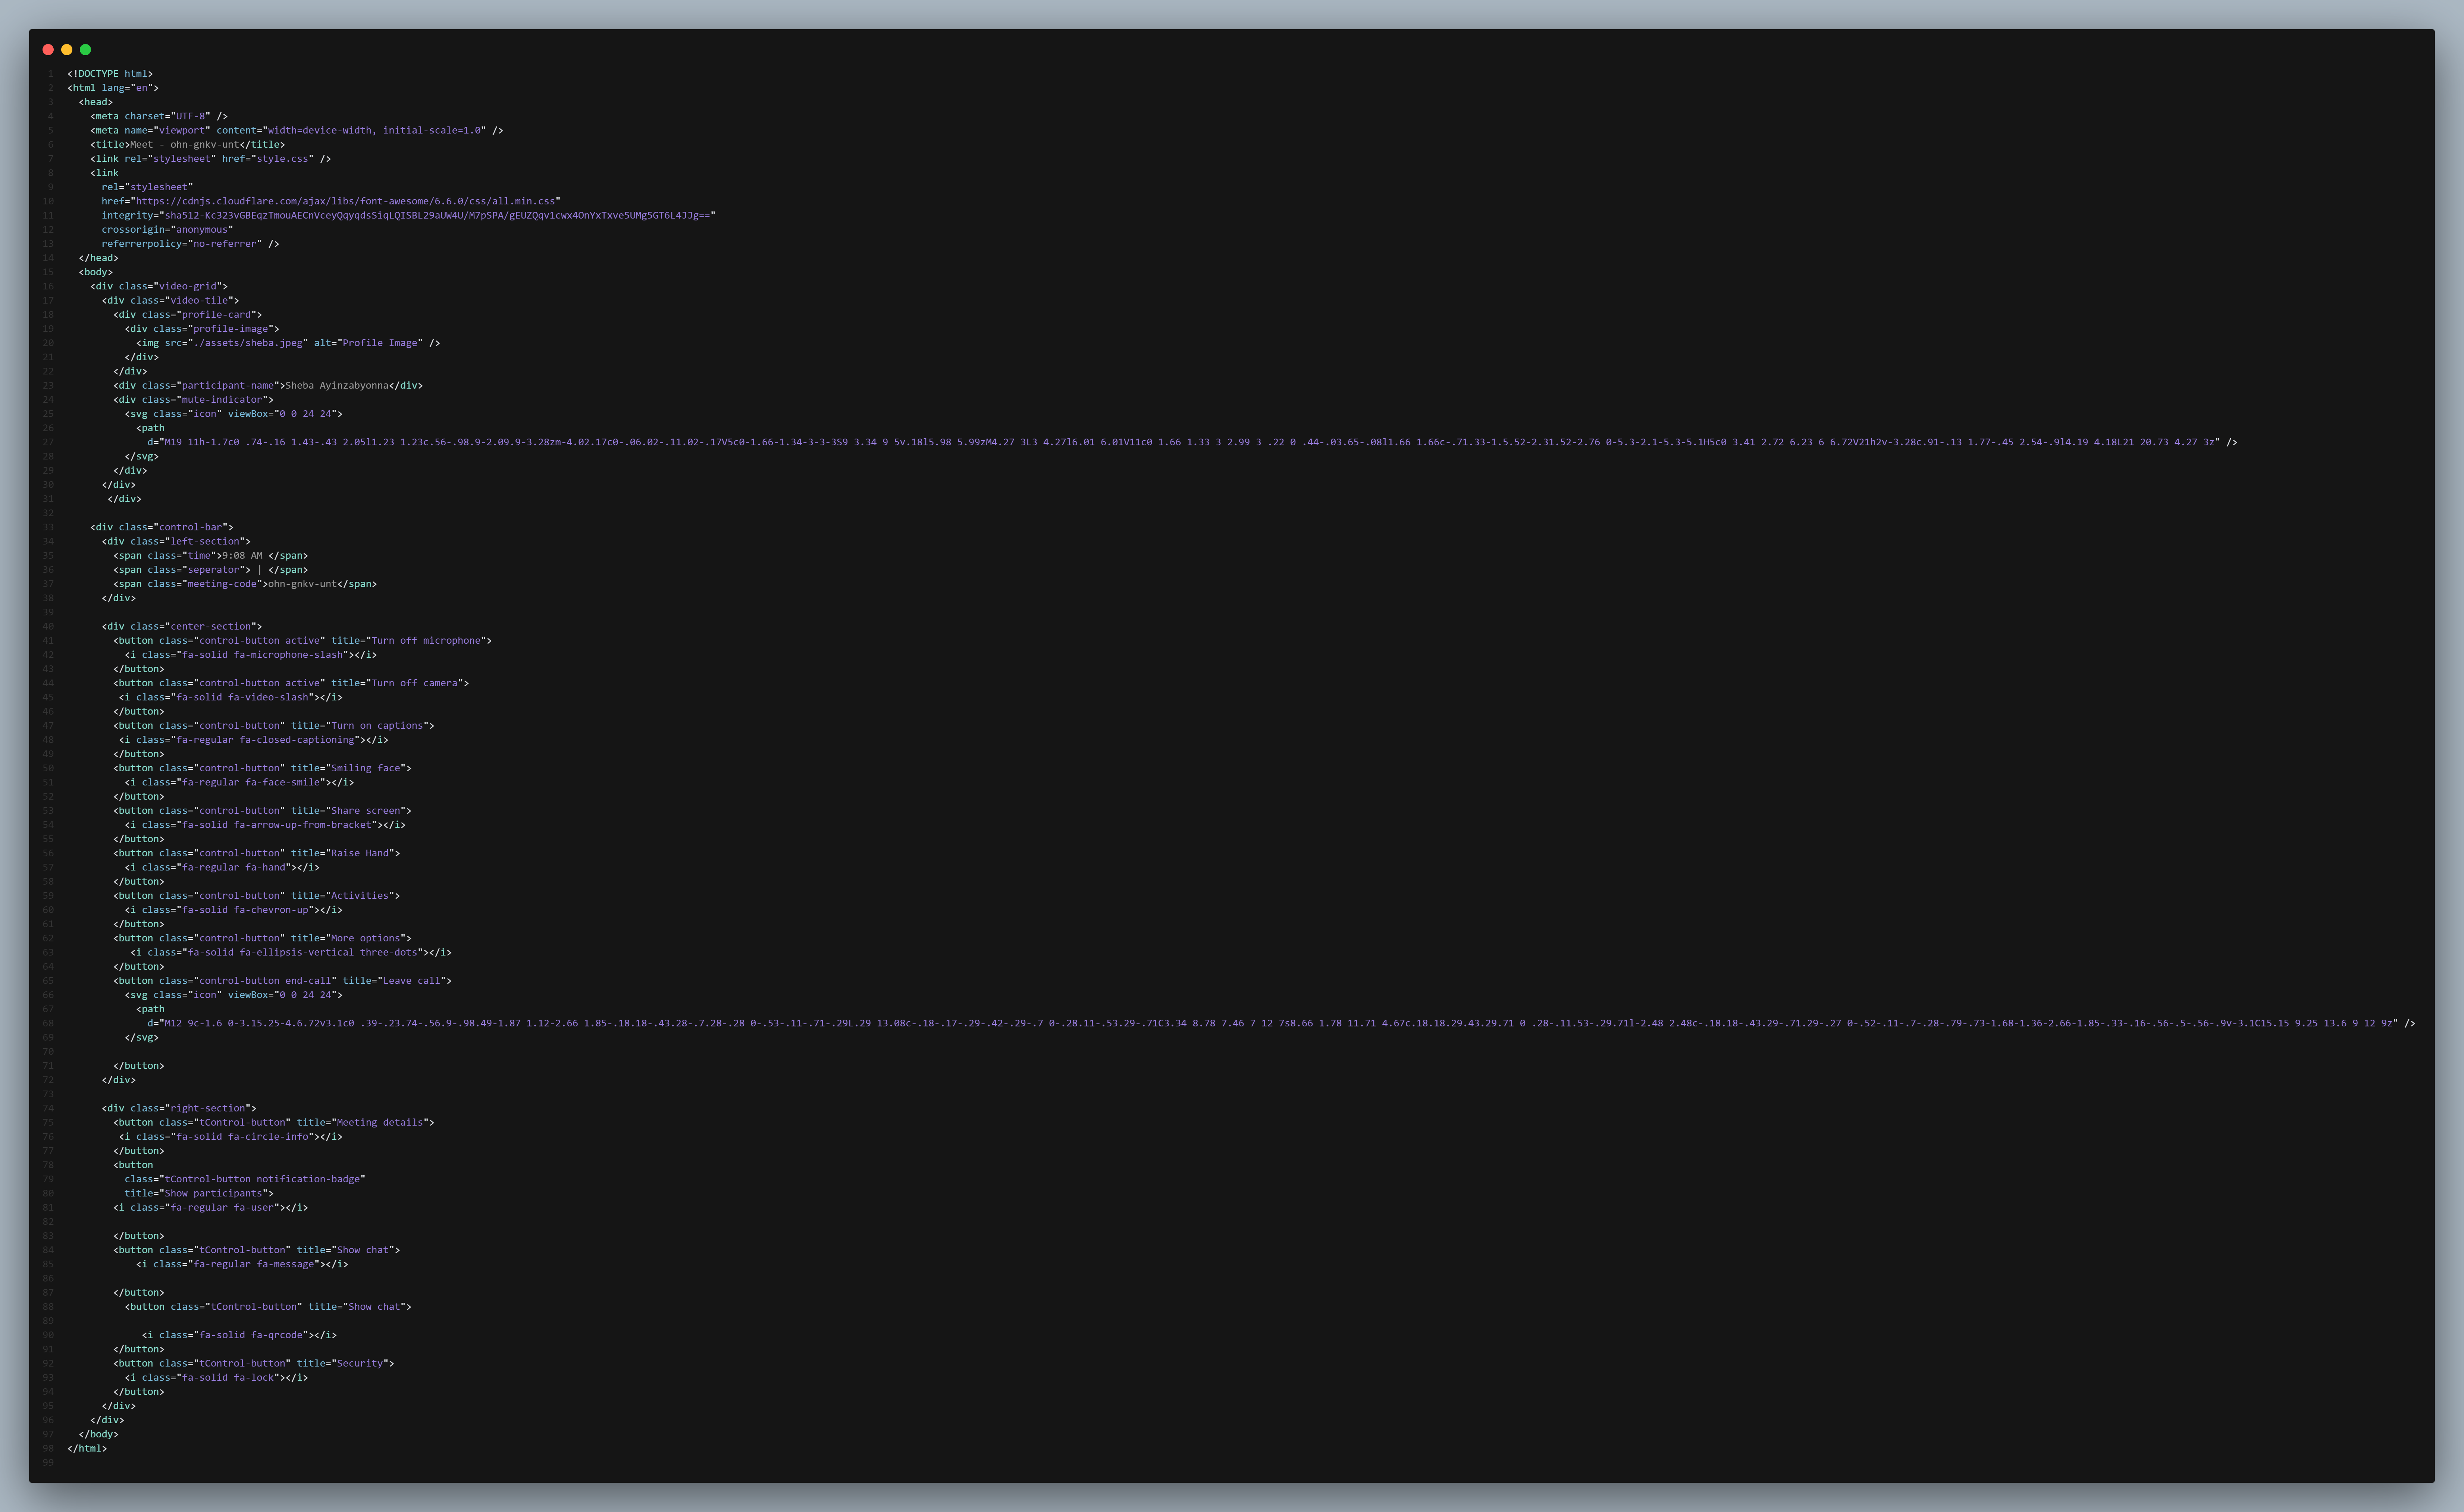 1 <!DOCTYPE html>
2 <html lang="en">
3   <head>
4     <meta charset="UTF-8" />
5     <meta name="viewport" content="width=device-width, initial-scale=1.0" />
6     <title>Meet - ohn-gnkv-unt</title>
7     <link rel="stylesheet" href="style.css" />
8     <link
9       rel="stylesheet"
10       href="https://cdnjs.cloudflare.com/ajax/libs/font-awesome/6.6.0/css/all.min.css"
11       integrity="sha512-Kc323vGBEqzTmouAECnVceyQqyqdsSiqLQISBL29aUW4U/M7pSPA/gEUZQqv1cwx4OnYxTxve5UMg5GT6L4JJg=="
12       crossorigin="anonymous"
13       referrerpolicy="no-referrer" />
14   </head>
15   <body>
16     <div class="video-grid">
17       <div class="video-tile">
18         <div class="profile-card">
19           <div class="profile-image">
20             <img src="./assets/sheba.jpeg" alt="Profile Image" />
21           </div>
22         </div>
23         <div class="participant-name">Sheba Ayinzabyonna</div>
24         <div class="mute-indicator">
25           <svg class="icon" viewBox="0 0 24 24">
26             <path
27               d="M19 11h-1.7c0 .74-.16 1.43-.43 2.05l1.23 1.23c.56-.98.9-2.09.9-3.28zm-4.02.17c0-.06.02-.11.02-.17V5c0-1.66-1.34-3-3-3S9 3.34 9 5v.18l5.98 5.99zM4.27 3L3 4.27l6.01 6.01V11c0 1.66 1.33 3 2.99 3 .22 0 .44-.03.65-.08l1.66 1.66c-.71.33-1.5.52-2.31.52-2.76 0-5.3-2.1-5.3-5.1H5c0 3.41 2.72 6.23 6 6.72V21h2v-3.28c.91-.13 1.77-.45 2.54-.9l4.19 4.18L21 20.73 4.27 3z" />
28           </svg>
29         </div>
30       </div>
31        </div>
32
33     <div class="control-bar">
34       <div class="left-section">
35         <span class="time">9:08 AM </span>
36         <span class="seperator"> | </span>
37         <span class="meeting-code">ohn-gnkv-unt</span>
38       </div>
39
40       <div class="center-section">
41         <button class="control-button active" title="Turn off microphone">
42           <i class="fa-solid fa-microphone-slash"></i>
43         </button>
44         <button class="control-button active" title="Turn off camera">
45          <i class="fa-solid fa-video-slash"></i>
46         </button>
47         <button class="control-button" title="Turn on captions">
48          <i class="fa-regular fa-closed-captioning"></i>
49         </button>
50         <button class="control-button" title="Smiling face">
51           <i class="fa-regular fa-face-smile"></i>
52         </button>
53         <button class="control-button" title="Share screen">
54           <i class="fa-solid fa-arrow-up-from-bracket"></i>
55         </button>
56         <button class="control-button" title="Raise Hand">
57           <i class="fa-regular fa-hand"></i>
58         </button>
59         <button class="control-button" title="Activities">
60           <i class="fa-solid fa-chevron-up"></i>
61         </button>
62         <button class="control-button" title="More options">
63            <i class="fa-solid fa-ellipsis-vertical three-dots"></i>
64         </button>
65         <button class="control-button end-call" title="Leave call">
66           <svg class="icon" viewBox="0 0 24 24">
67             <path
68               d="M12 9c-1.6 0-3.15.25-4.6.72v3.1c0 .39-.23.74-.56.9-.98.49-1.87 1.12-2.66 1.85-.18.18-.43.28-.7.28-.28 0-.53-.11-.71-.29L.29 13.08c-.18-.17-.29-.42-.29-.7 0-.28.11-.53.29-.71C3.34 8.78 7.46 7 12 7s8.66 1.78 11.71 4.67c.18.18.29.43.29.71 0 .28-.11.53-.29.71l-2.48 2.48c-.18.18-.43.29-.71.29-.27 0-.52-.11-.7-.28-.79-.73-1.68-1.36-2.66-1.85-.33-.16-.56-.5-.56-.9v-3.1C15.15 9.25 13.6 9 12 9z" />
69           </svg>
70
71         </button>
72       </div>
73
74       <div class="right-section">
75         <button class="tControl-button" title="Meeting details">
76          <i class="fa-solid fa-circle-info"></i>
77         </button>
78         <button
79           class="tControl-button notification-badge"
80           title="Show participants">
81         <i class="fa-regular fa-user"></i>
82
83         </button>
84         <button class="tControl-button" title="Show chat">
85             <i class="fa-regular fa-message"></i>
86
87         </button>
88           <button class="tControl-button" title="Show chat">
89
90              <i class="fa-solid fa-qrcode"></i>
91         </button>
92         <button class="tControl-button" title="Security">
93           <i class="fa-solid fa-lock"></i>
94         </button>
95       </div>
96     </div>
97   </body>
98 </html>
99